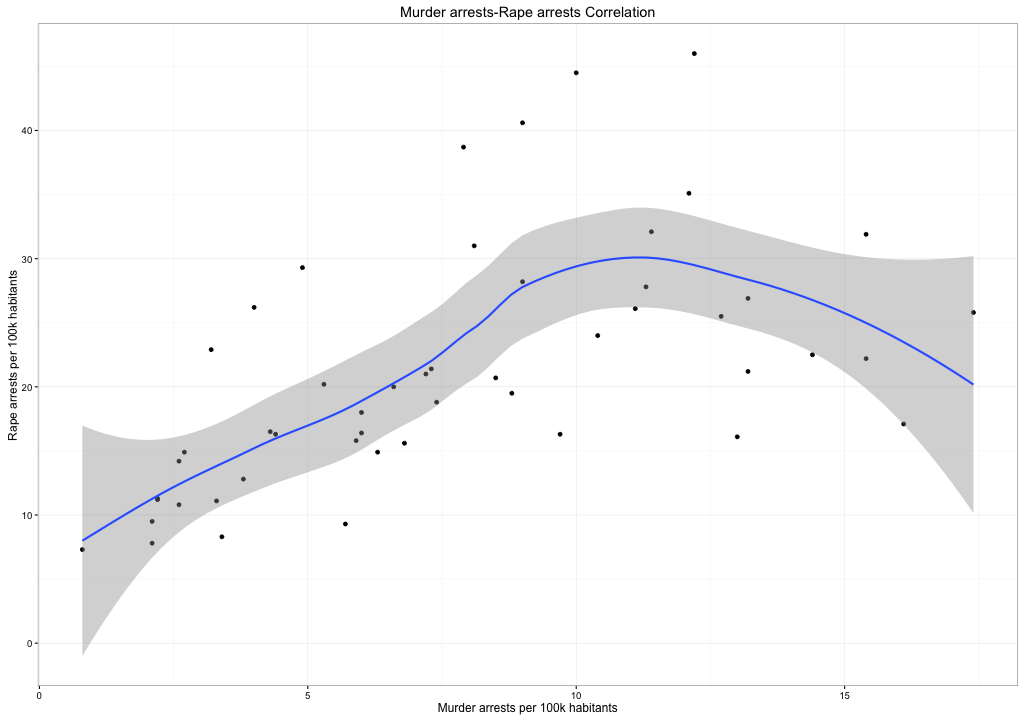 Murder arrests-Rape arrests Correlation
Rape arrests per 100k habitants
40
30
20
10
0
0 5 10 15
Murder arrests per 100k habitants